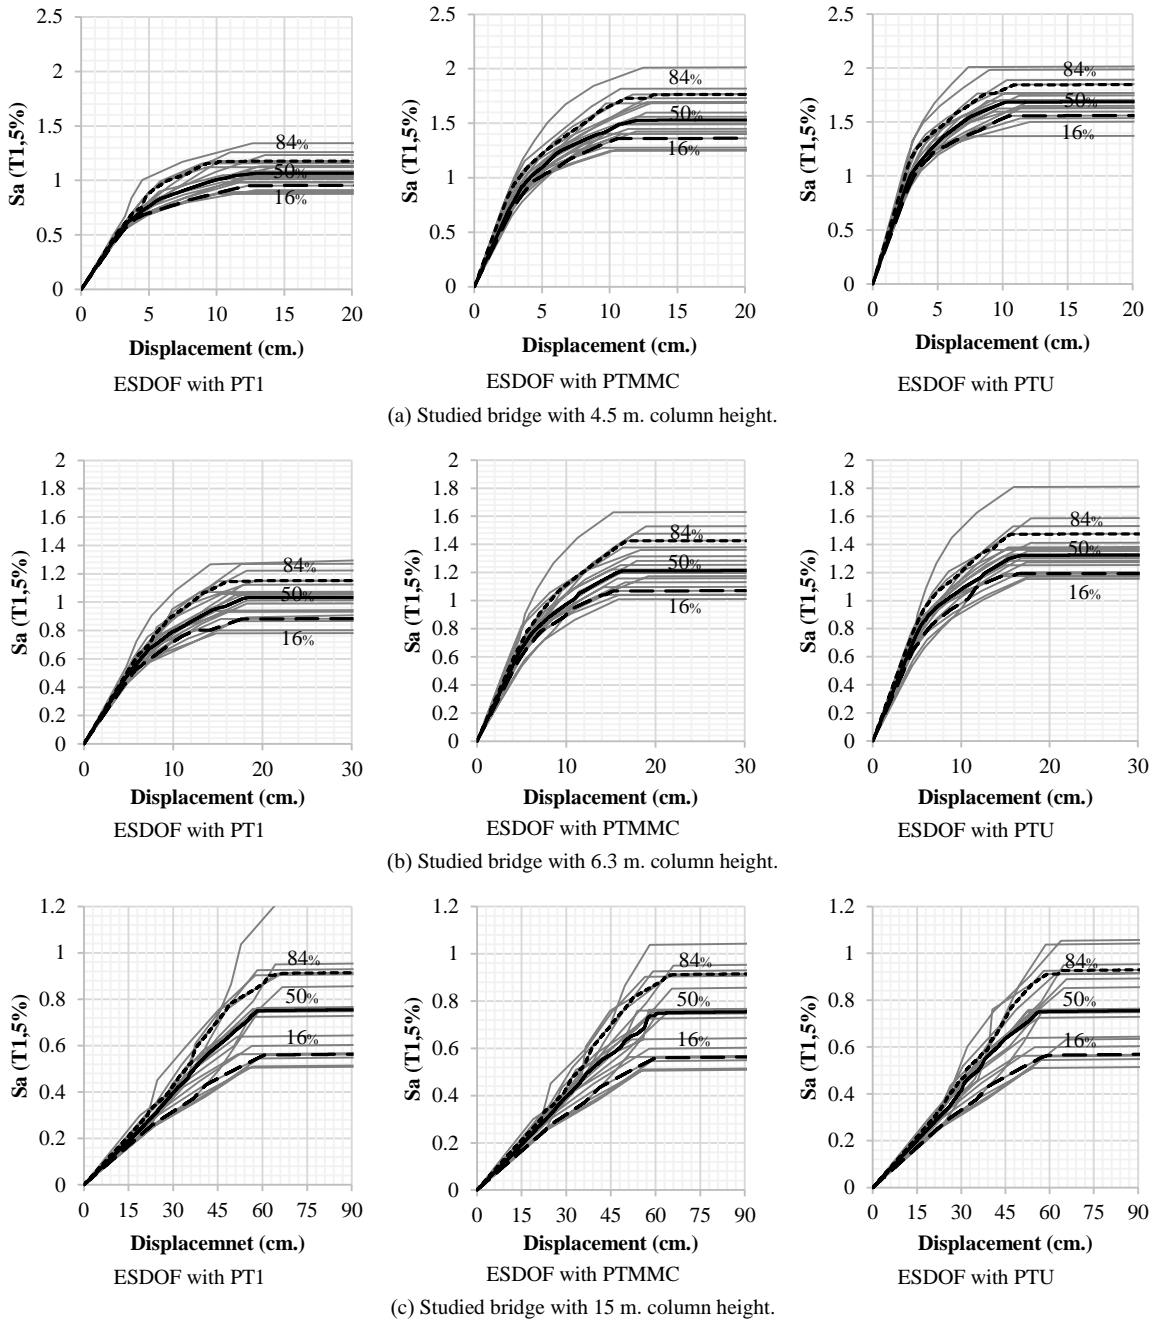 2.5
2
1.5
1
0.5
0
Sa (T1,5%)
84%
50%
16%
0 5 10 15 20
Displacement (cm.)
ESDOF with PT1
2.5
2
1.5
1
0.5
0
Sa (T1,5%)
84%
50%
16%
0 5 10 15 20
Displacement (cm.)
ESDOF with PTMMC
2.5
2
1.5
1
0.5
0
Sa (T1,5%)
84%
50%
16%
0 5 10 15 20
Displacement (cm.)
ESDOF with PTU
(a) Studied bridge with 4.5 m. column height.
2
1.8
1.6
1.4
1.2
1
0.8
0.6
0.4
0.2
0
Sa (T1,5%)
84%
50%
16%
0 10 20 30
Displacement (cm.)
ESDOF with PT1
2
1.8
1.6
1.4
1.2
1
0.8
0.6
0.4
0.2
0
Sa (T1,5%)
84%
50%
16%
0 10 20 30
Displacement (cm.)
ESDOF with PTMMC
2
1.8
1.6
1.4
1.2
1
0.8
0.6
0.4
0.2
0
Sa (T1,5%)
84%
50%
16%
0 10 20 30
Displacement (cm.)
ESDOF with PTU
(b) Studied bridge with 6.3 m. column height.
1.2
1
0.8
0.6
0.4
0.2
0
Sa (T1,5%)
84%
50%
16%
0 15 30 45 60 75 90
Displacemnet (cm.)
ESDOF with PT1
1.2
1
0.8
0.6
0.4
0.2
0
Sa (T1,5%)
84%
50%
16%
0 15 30 45 60 75 90
Displacement (cm.)
ESDOF with PTMMC
1.2
1
0.8
0.6
0.4
0.2
0
Sa (T1,5%)
84%
50%
16%
0 15 30 45 60 75 90
Displacement (cm.)
ESDOF with PTU
(c) Studied bridge with 15 m. column height.